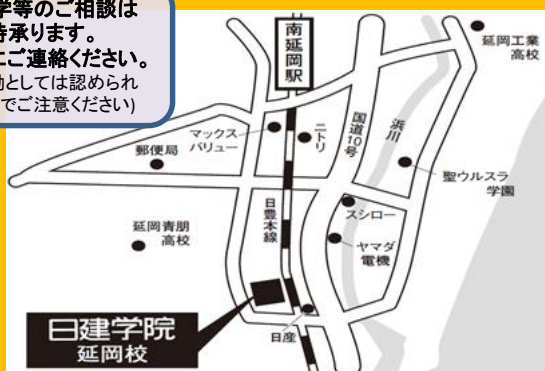 学等のご相談は
時承ります。
にご連絡ください。
動としては認められ
でご注意ください)
南延岡駅
延岡工業
高校
マックス
バリュー
ニトリ
国道10号
浜川
郵便局
聖ウルスラ
学園
日豊本線
スシロー
延岡青朋
高校
ヤマダ
電機
日建学院
延岡校
日産